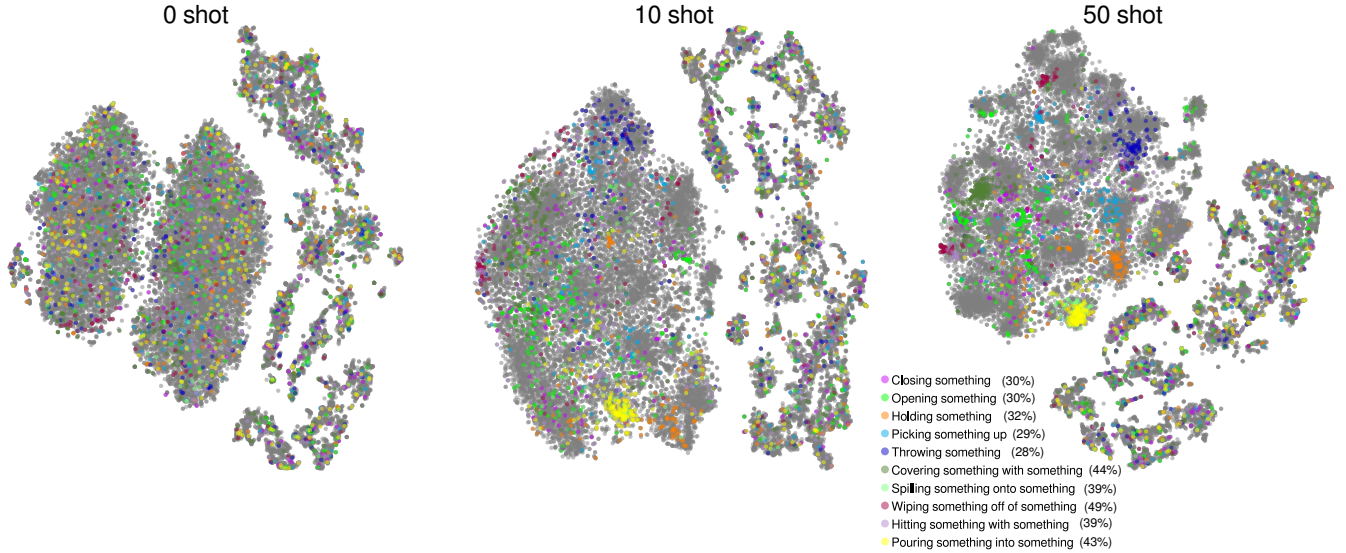 0 shot
10 shot
50 shot
Closing something (30%)
Opening something (30%)
Holding something (32%)
Picking something up (29%)
Throwing something (28%)
Covering something with something (44%)
Spilling something onto something (39%)
Wiping something off of something (49%)
Hitting something with something (39%)
Pouring something into something (43%)